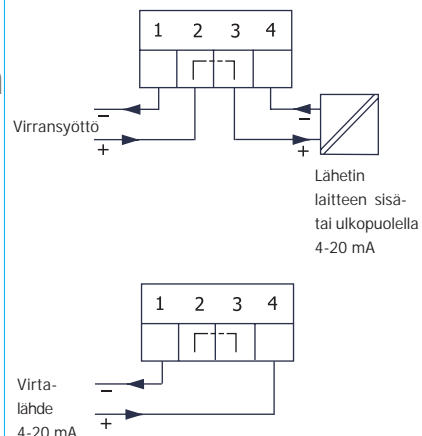 1 2 3 4
−
Virransyöttö
+
−
+
Lähetin
laitteen sisä-
tai ulkopuolella
4-20 mA
1 2 3 4
Virta-
lähde
4-20 mA
−
+